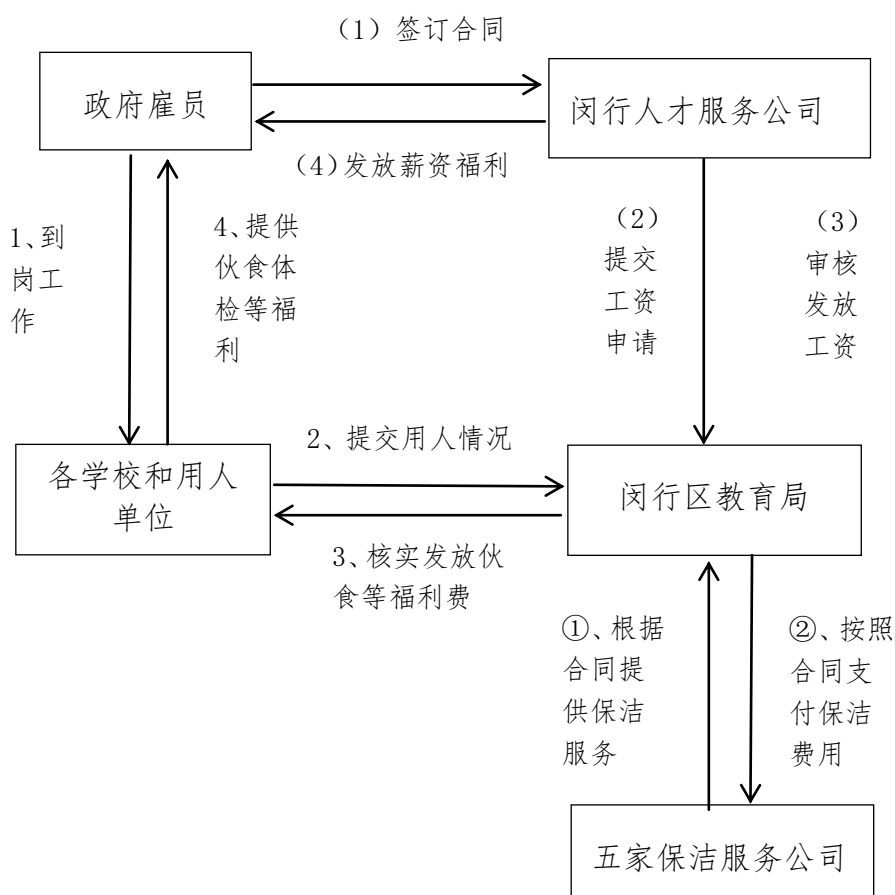 （1）签订合同
政府雇员
闵行人才服务公司
（4）发放薪资福利
1、到
岗工
作
4、提供
伙食体
检等福
利
（2）
提交
工资
申请
（3）
审核
发放
工资
2、提交用人情况
各学校和用人
单位
闵行区教育局
3、核实发放伙
食等福利费
①、根据
合同提
供保洁
服务
②、按照
合同支
付保洁
费用
五家保洁服务公司